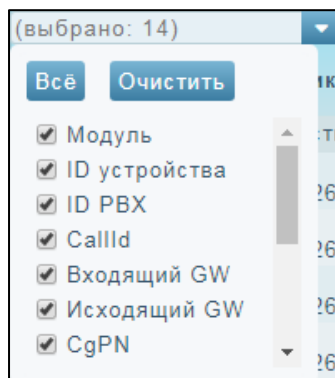 (выбрано: 14)
Всё Очистить
Модуль
ID устройства
ID PBX
CallId
Входящий GW
Исходящий GW
CgPN